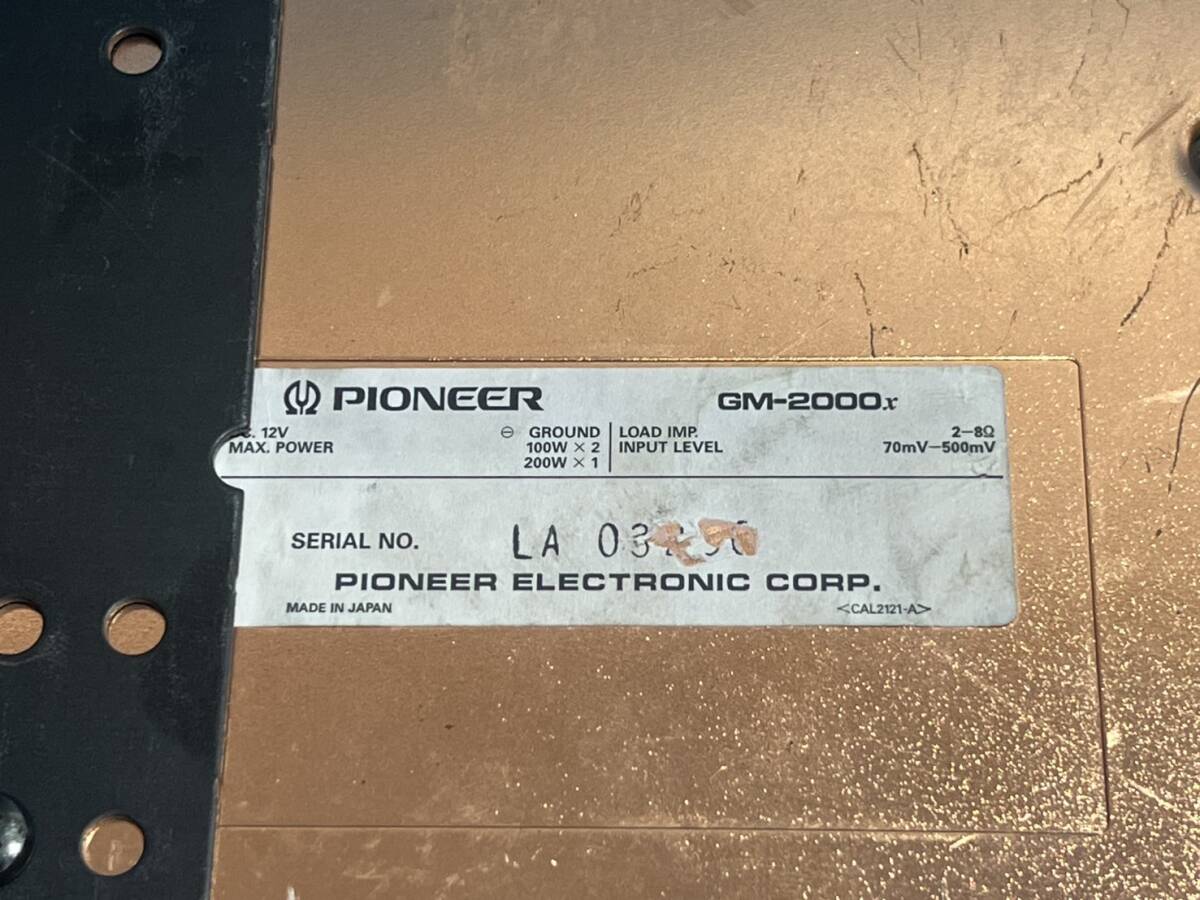 PIONEER GM-2000x
12V ⊖ GROUND LOAD IMP. 2–8Ω
MAX. POWER 100W × 2 INPUT LEVEL 70mV–500mV
200W × 1
SERIAL NO. LA
PIONEER ELECTRONIC CORP.
MADE IN JAPAN <CAL2121-A>